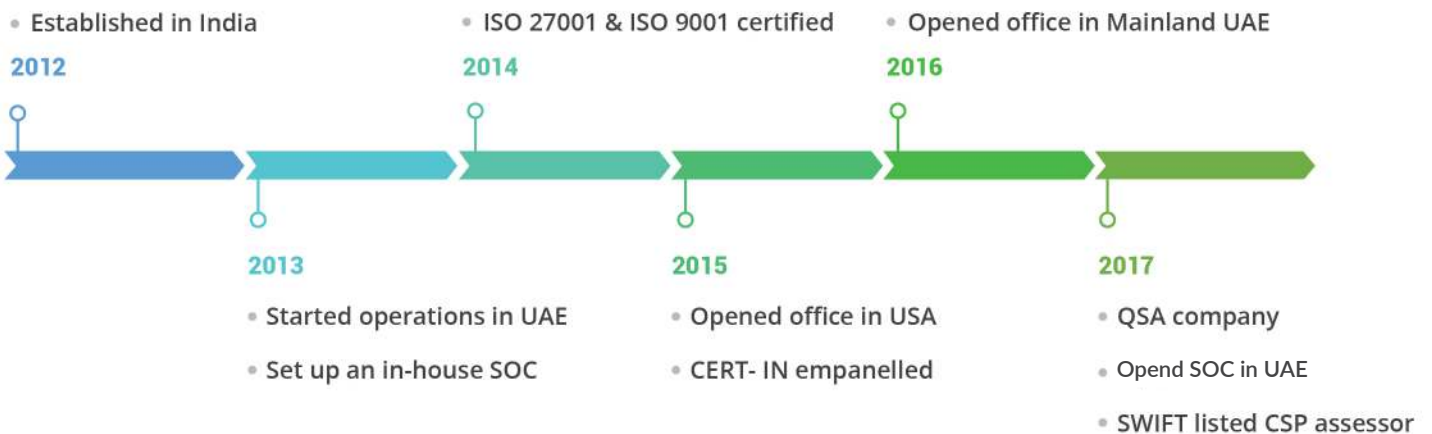 • Established in India
2012
• ISO 27001 & ISO 9001 certified
2014
• Opened office in Mainland UAE
2016
2013
• Started operations in UAE
• Set up an in-house SOC
2015
• Opened office in USA
• CERT- IN empanelled
2017
• QSA company
• Opend SOC in UAE
• SWIFT listed CSP assessor